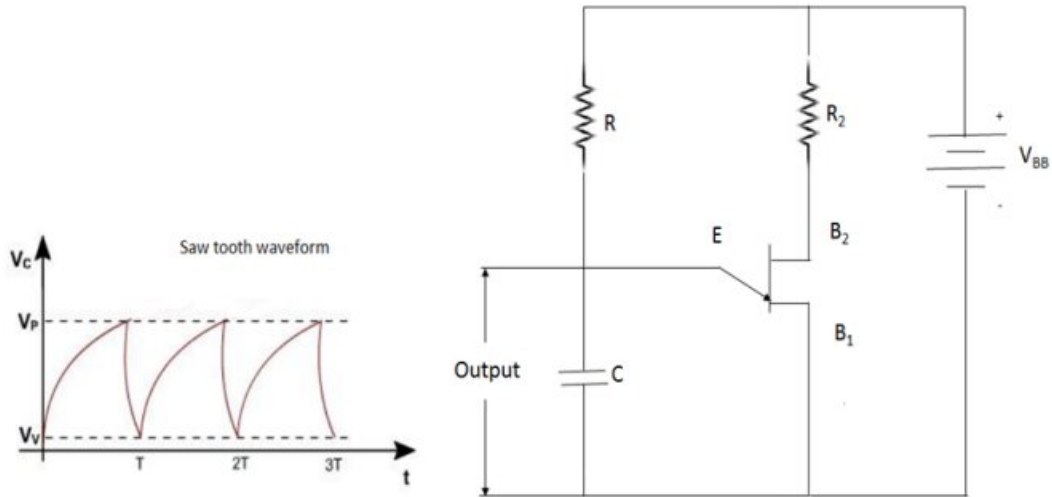 Saw tooth waveform
V_C
V_P
V_V
T
2T
3T
t
R
R_2
+
V_BB
-
E
B_2
B_1
Output
C